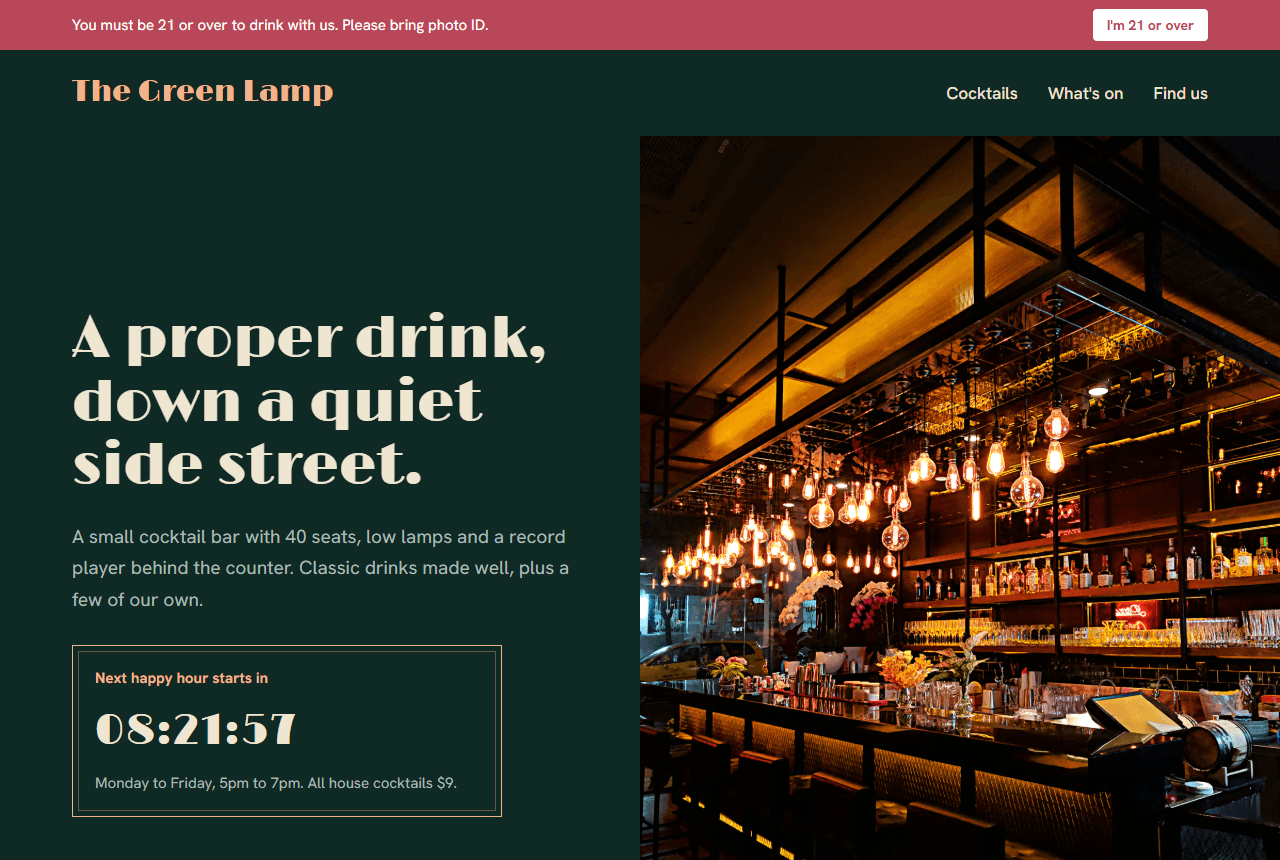 You must be 21 or over to drink with us. Please bring photo ID.
I'm 21 or over
The Green Lamp
Cocktails
What's on
Find us
A proper drink,
down a quiet
side street.
A small cocktail bar with 40 seats, low lamps and a record
player behind the counter. Classic drinks made well, plus a
few of our own.
Next happy hour starts in
08:21:57
Monday to Friday, 5pm to 7pm. All house cocktails $9.